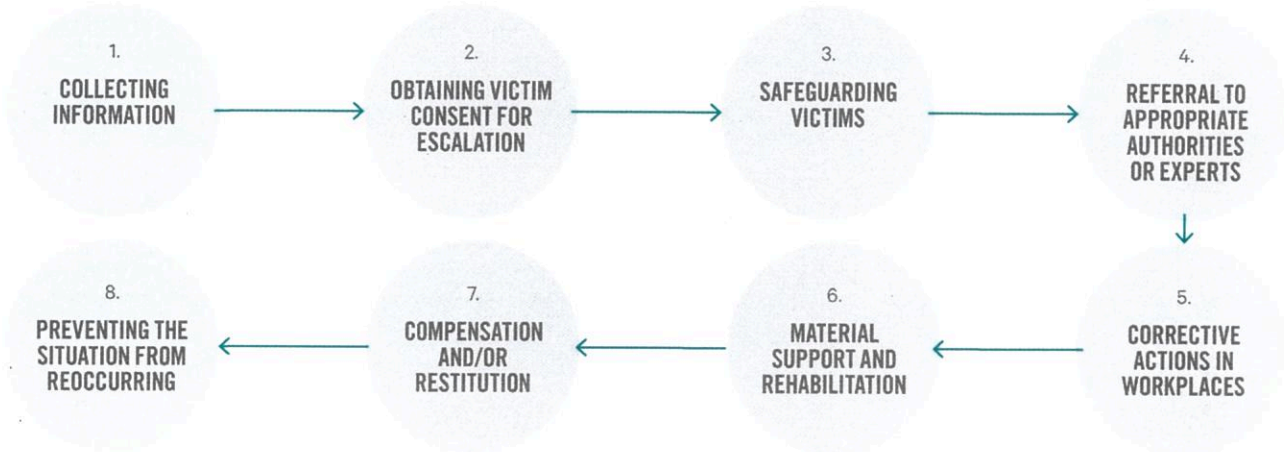 1.
COLLECTING
INFORMATION
2.
OBTAINING VICTIM
CONSENT FOR
ESCALATION
3.
SAFEGUARDING
VICTIMS
4.
REFERRAL TO
APPROPRIATE
AUTHORITIES
OR EXPERTS
5.
CORRECTIVE
ACTIONS IN
WORKPLACES
6.
MATERIAL
SUPPORT AND
REHABILITATION
7.
COMPENSATION
AND/OR
RESTITUTION
8.
PREVENTING THE
SITUATION FROM
REOCCURRING